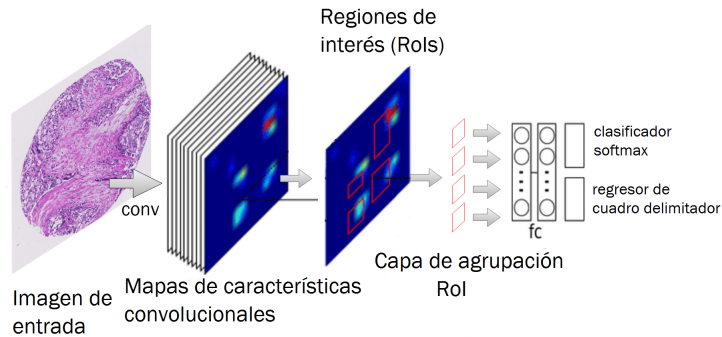 Regiones de
interés (RoIs)
conv
clasificador
softmax
regresor de
cuadro delimitador
fc
Capa de agrupación
RoI
Mapas de características
convolucionales
Imagen de
entrada